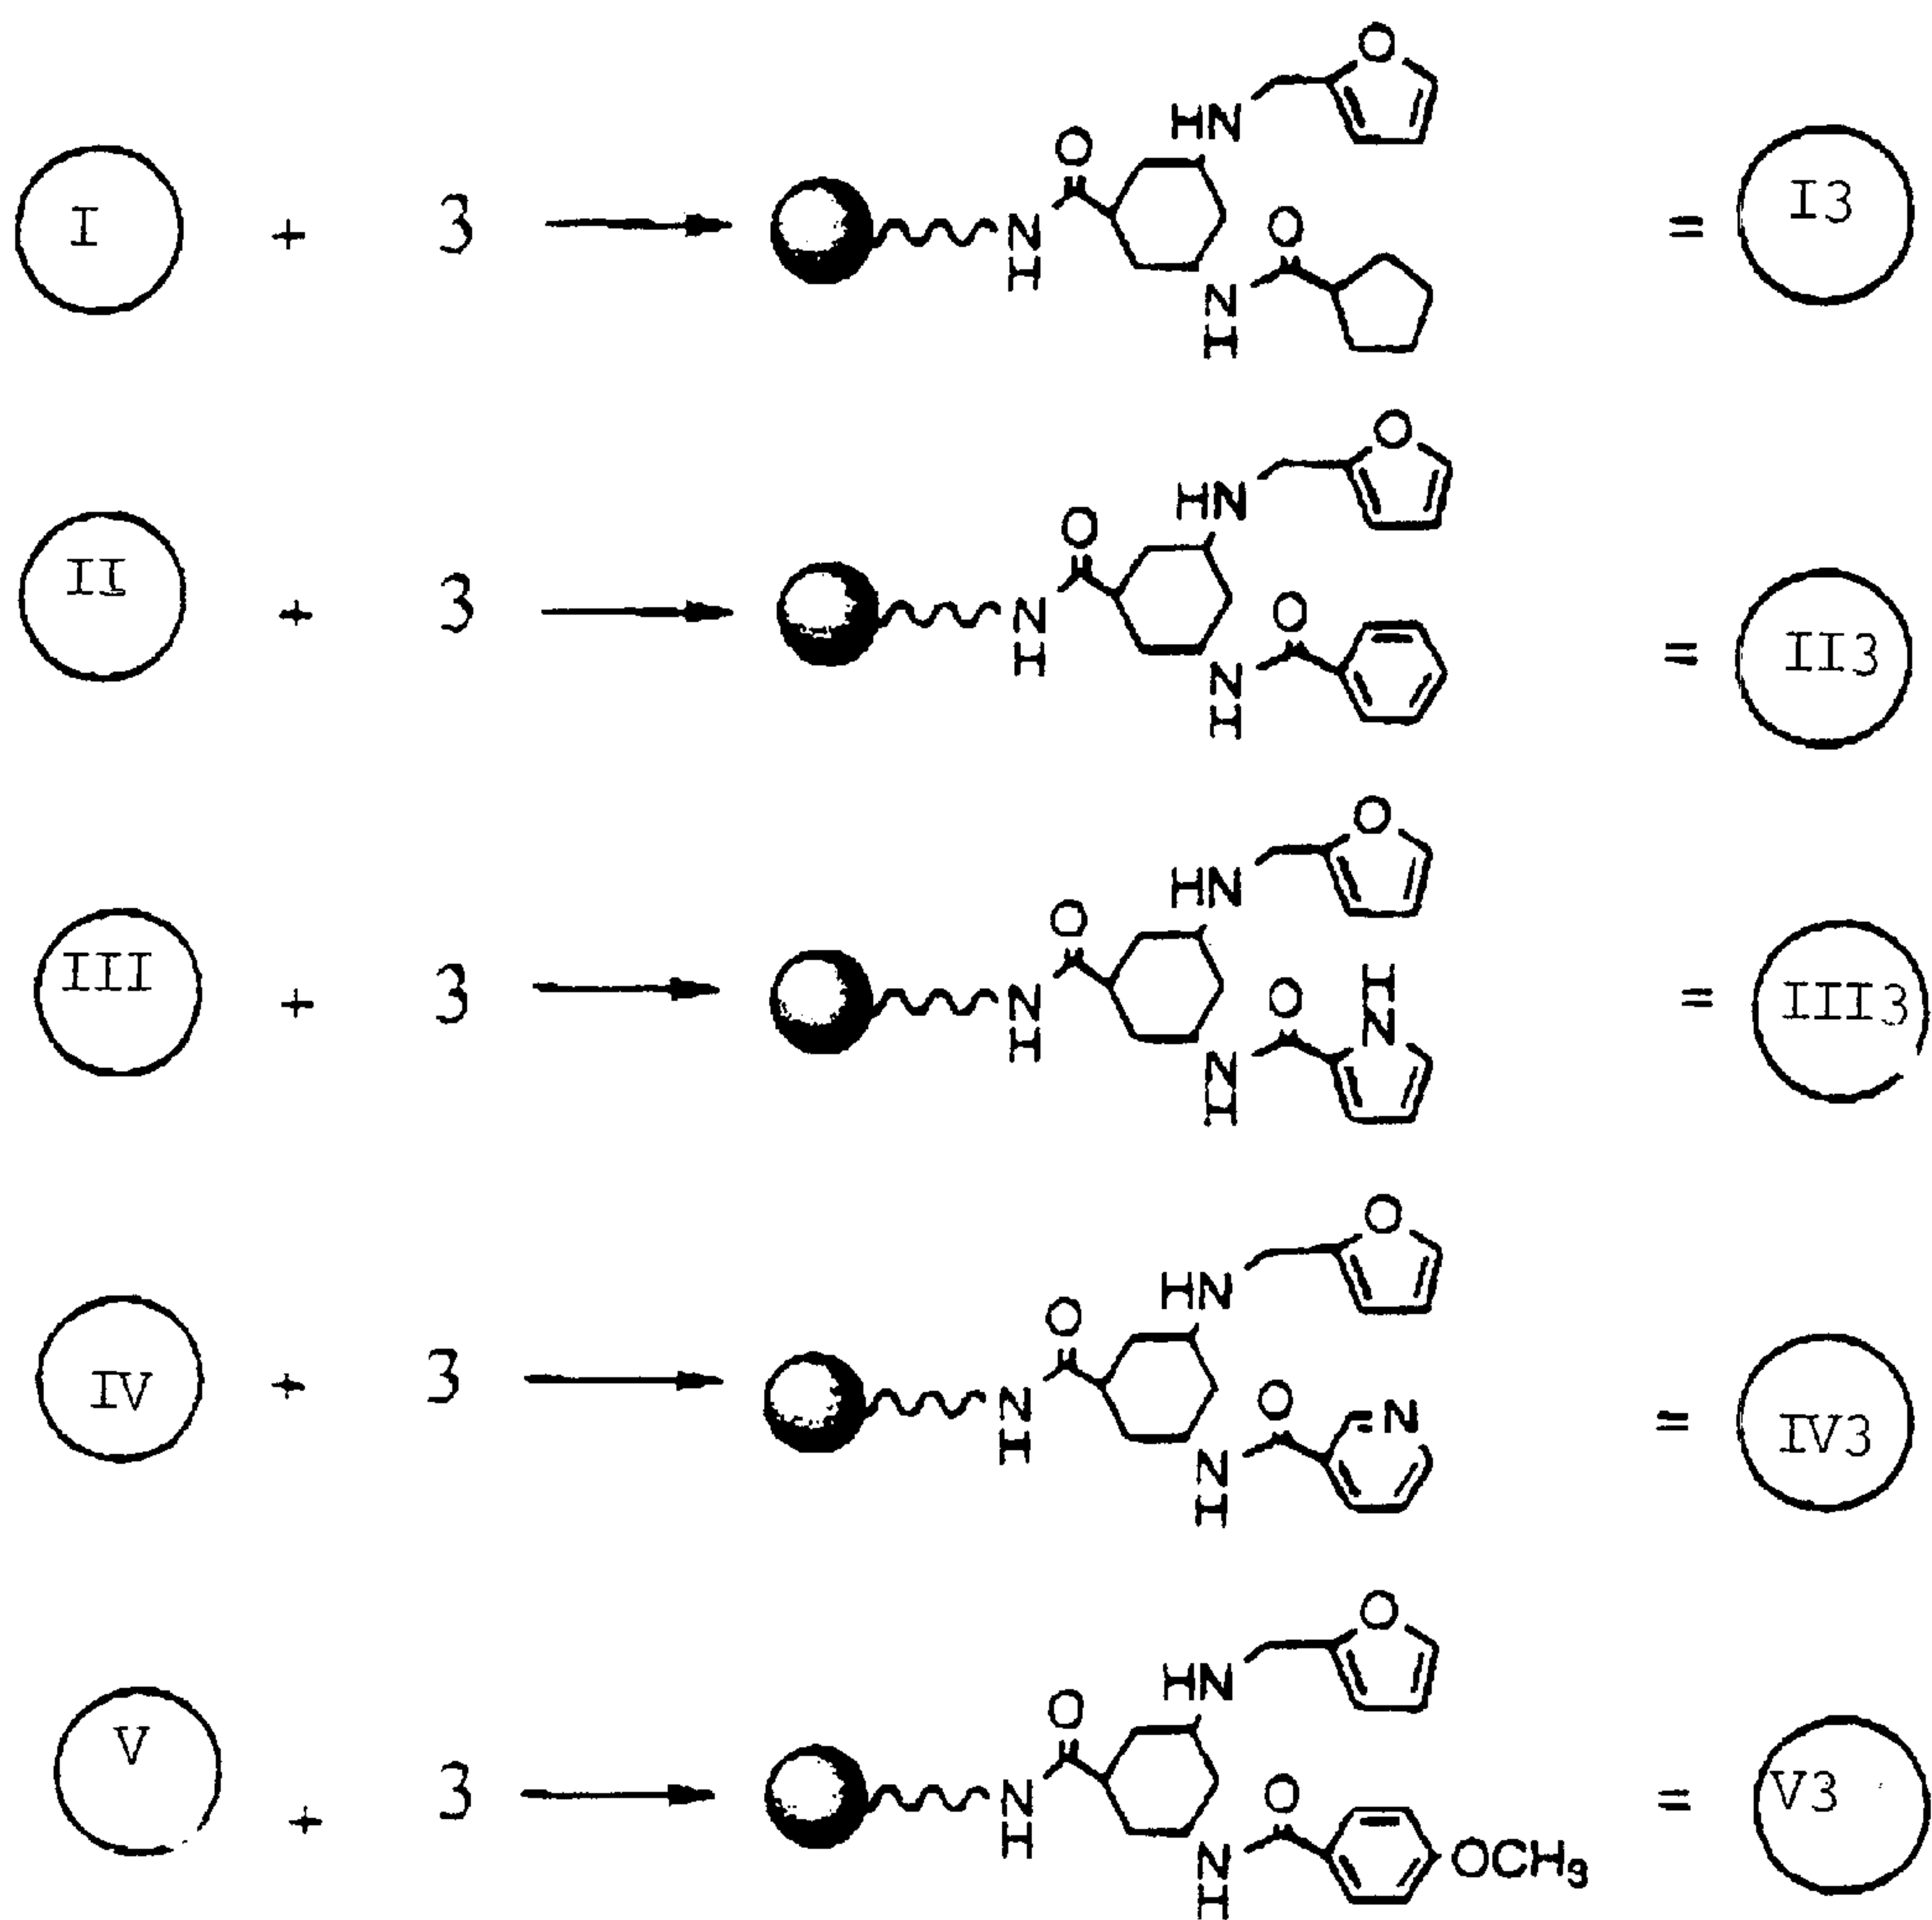 O
HN
O
I + 3 N H O = I3
N
H
O
HN
O
II + 3 N H O = II3
N
H
O
HN
O
III + 3 N H O N H = III3
N
H
O
HN
O
IV + 3 N H O N = IV3
N
H
O
HN
O
V + 3 N H O = V3
N OCH3
H